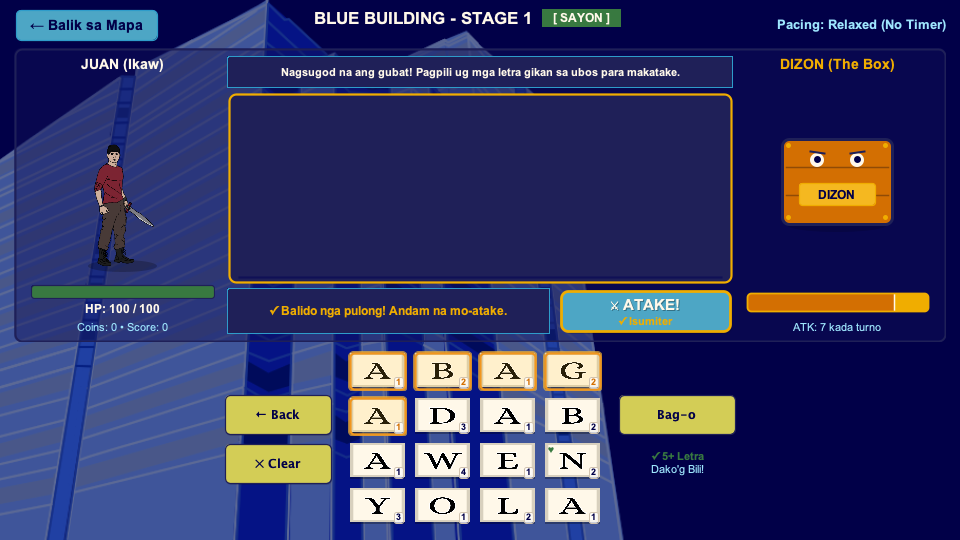 ← Balik sa Mapa
BLUE BUILDING - STAGE 1
[ SAYON ]
Pacing: Relaxed (No Timer)
JUAN (Ikaw)
Nagsugod na ang gubat! Pagpili ug mga letra gikan sa ubos para makatake.
DIZON (The Box)
DIZON
HP: 100 / 100
Coins: 0 • Score: 0
✓ Balido nga pulong! Andam na mo-atake.
⚔ ATAKE!
✓ Isumiter
ATK: 7 kada turno
A 1 B 2 A 1 G 2
A 1 D 3 A 1 B 2
A 1 W 4 E 1 ♥ N 2
Y 3 O 1 L 2 A 1
← Back
✕ Clear
Bag-o
✓ 5+ Letra
Dako'g Bili!